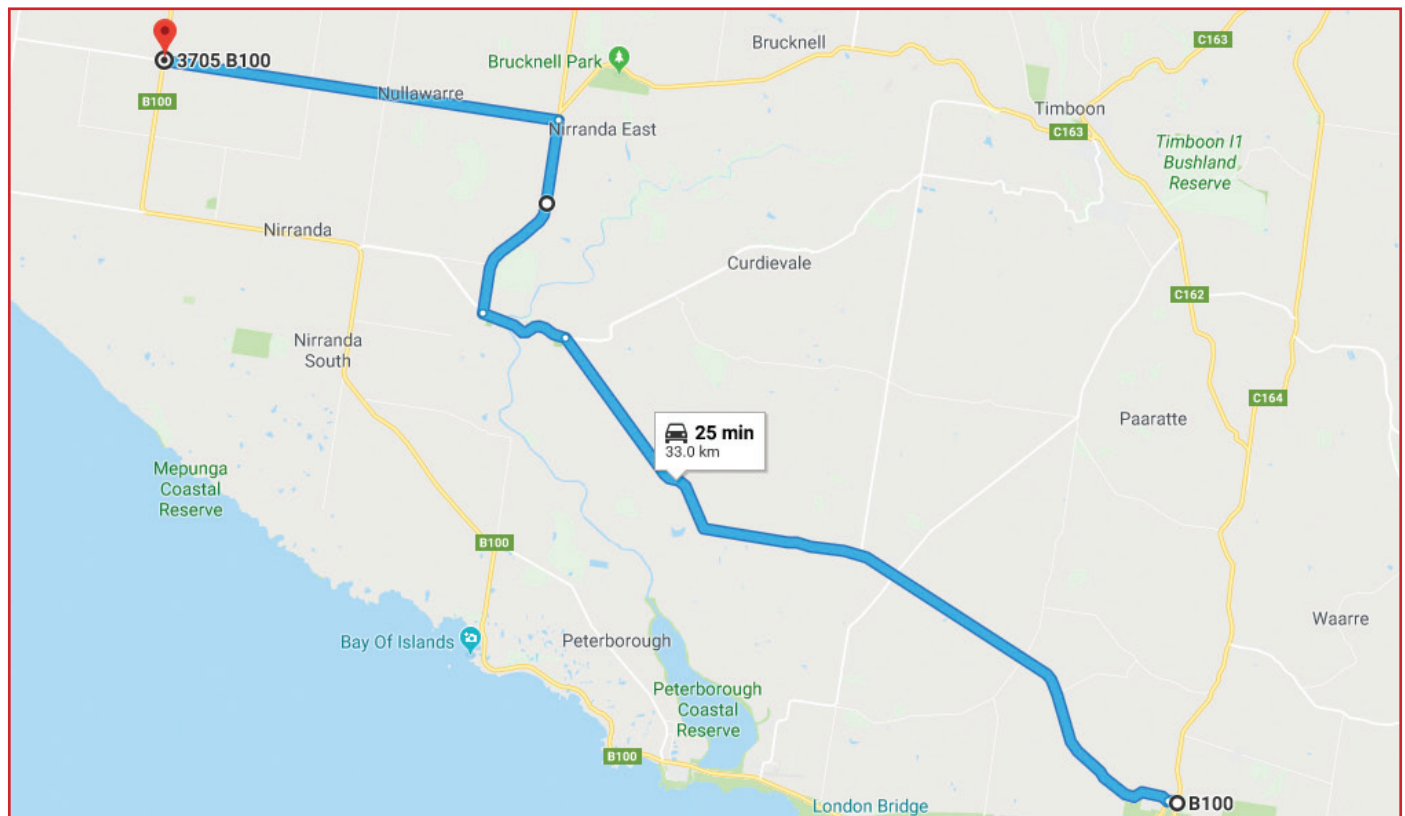 C163
Brucknell
Brucknell Park
3705 B100
Nullawarre
B100
Timboon
Nirranda East
C163
Timboon I1
Bushland
Reserve
Nirranda
Curdievale
C162
Nirranda
South
C164
Paaratte
25 min
33.0 km
Mepunga
Coastal
Reserve
B100
Waarre
Bay Of Islands
Peterborough
Peterborough
Coastal
Reserve
B100
London Bridge
B100